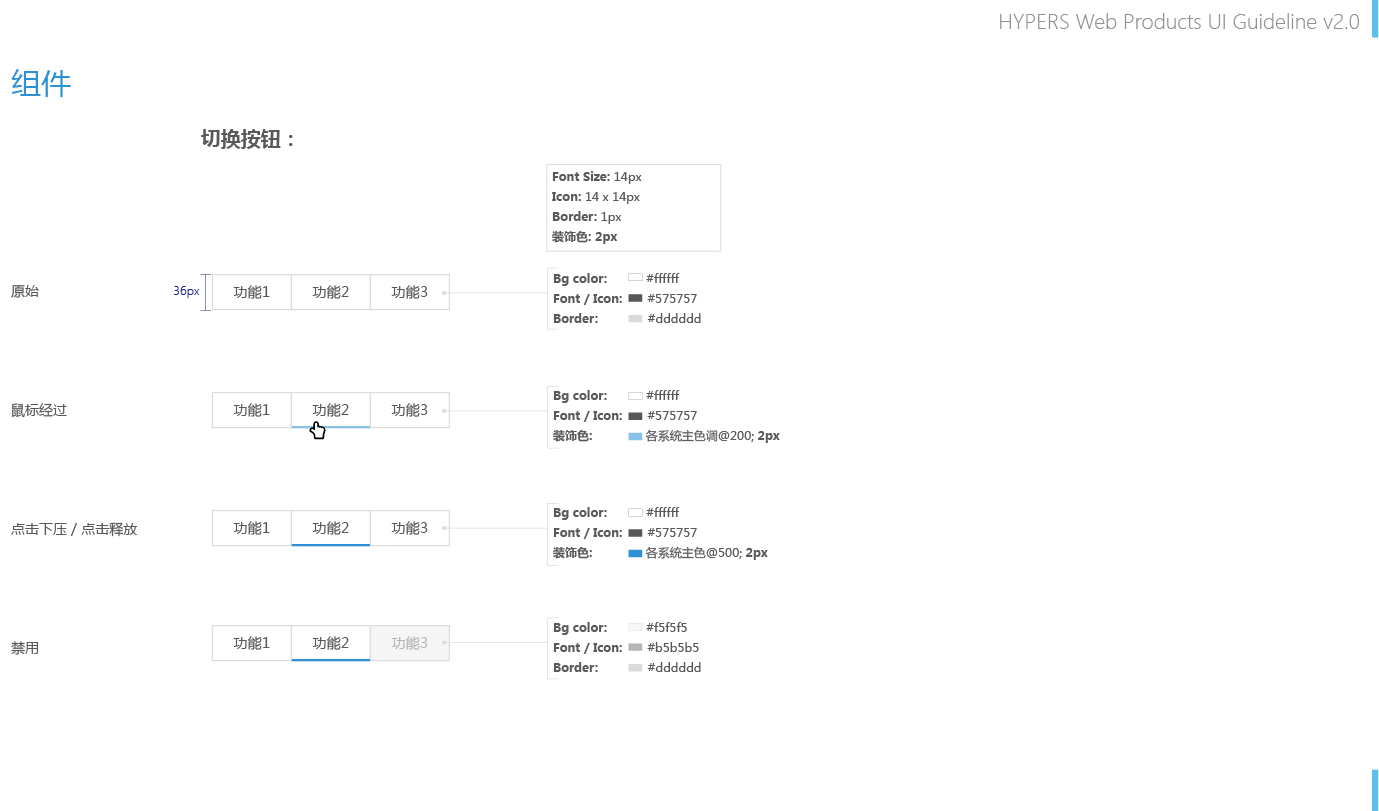 HYPERS Web Products UI Guideline v2.0
组件
切换按钮：
Font Size: 14px
Icon: 14 x 14px
Border: 1px
装饰色: 2px
原始
36px
功能1 功能2 功能3
Bg color: #ffffff
Font / Icon: #575757
Border: #dddddd
鼠标经过
功能1 功能2 功能3
Bg color: #ffffff
Font / Icon: #575757
装饰色: 各系统主色调@200; 2px
点击下压 / 点击释放
功能1 功能2 功能3
Bg color: #ffffff
Font / Icon: #575757
装饰色: 各系统主色@500; 2px
禁用
功能1 功能2 功能3
Bg color: #f5f5f5
Font / Icon: #b5b5b5
Border: #dddddd